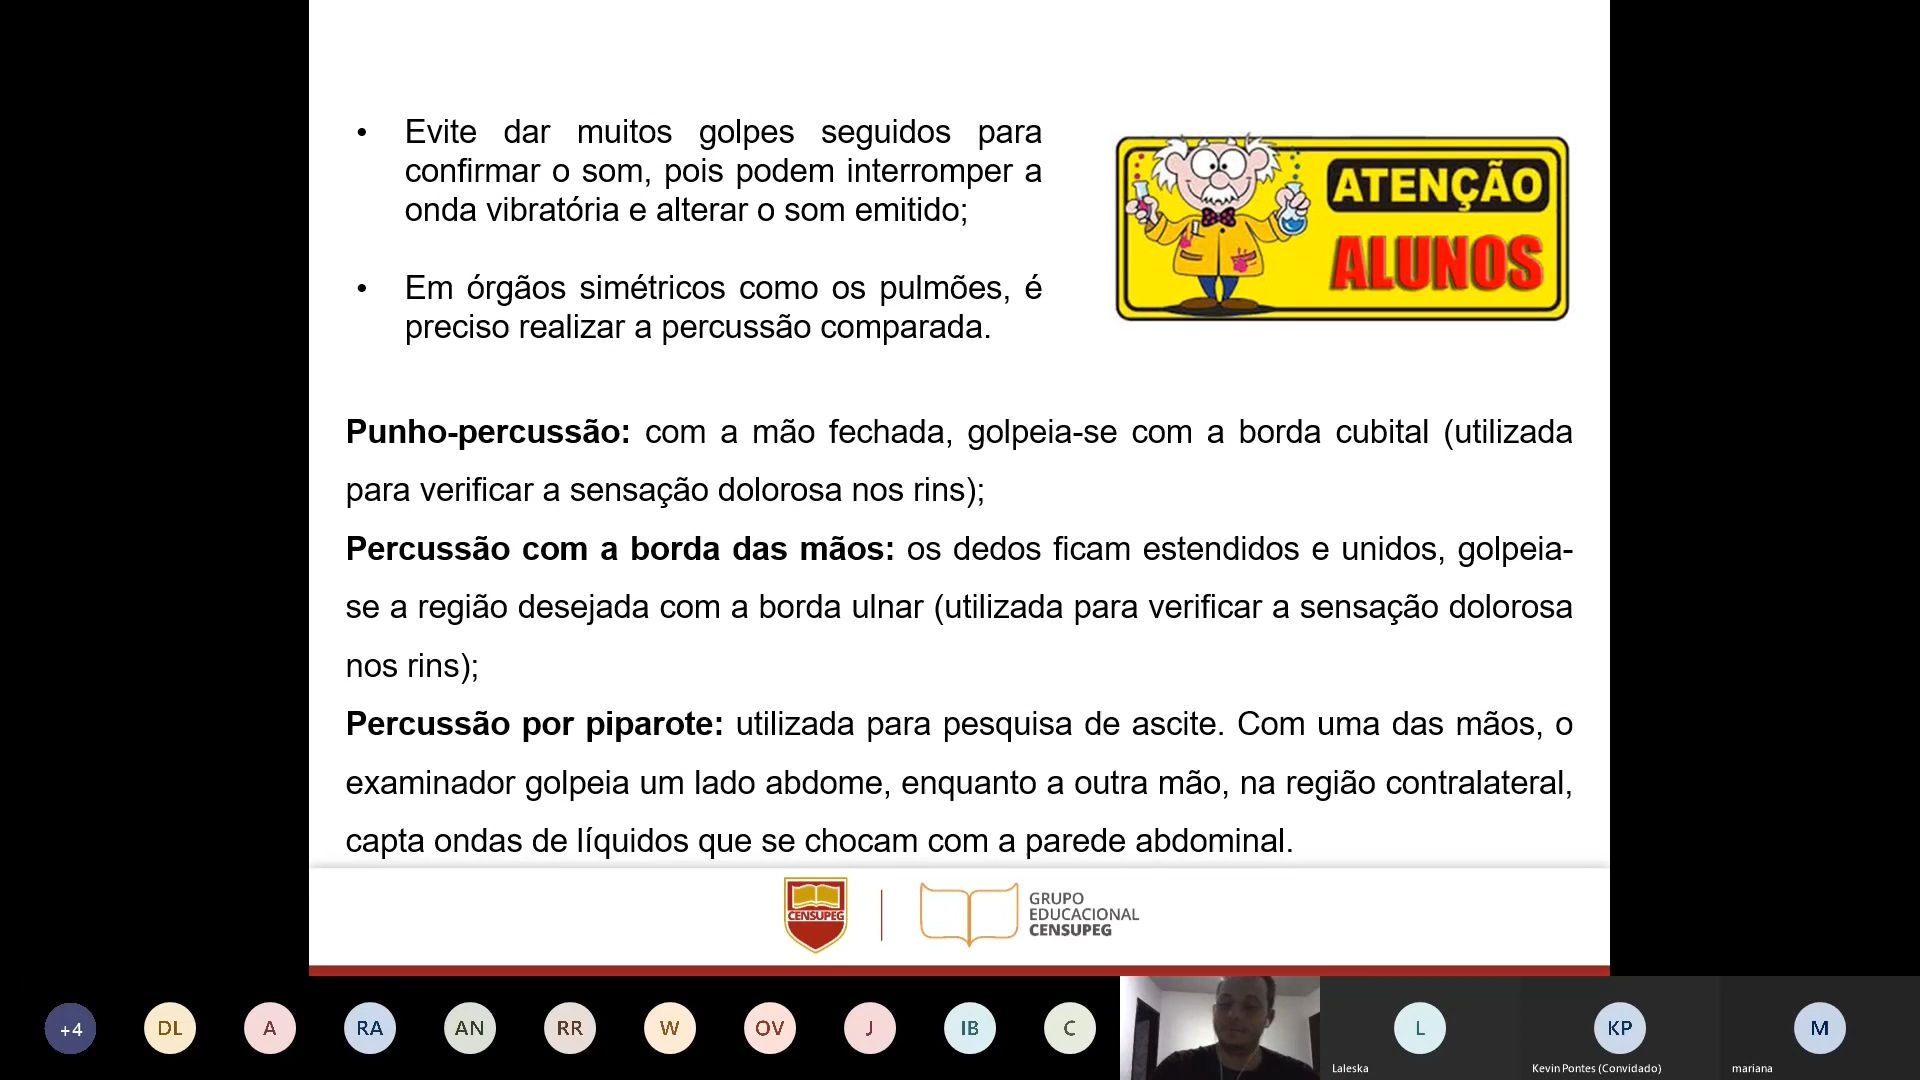 • Evite dar muitos golpes seguidos para
confirmar o som, pois podem interromper a
onda vibratória e alterar o som emitido;
• Em órgãos simétricos como os pulmões, é
preciso realizar a percussão comparada.
ATENÇÃO
ALUNOS
Punho-percussão: com a mão fechada, golpeia-se com a borda cubital (utilizada
para verificar a sensação dolorosa nos rins);
Percussão com a borda das mãos: os dedos ficam estendidos e unidos, golpeia-
se a região desejada com a borda ulnar (utilizada para verificar a sensação dolorosa
nos rins);
Percussão por piparote: utilizada para pesquisa de ascite. Com uma das mãos, o
examinador golpeia um lado abdome, enquanto a outra mão, na região contralateral,
capta ondas de líquidos que se chocam com a parede abdominal.
CENSUPEG
GRUPO
EDUCACIONAL
CENSUPEG
+4 DL A RA AN RR W OV J IB C L KP M
Laleska Kevin Pontes (Convidado) mariana